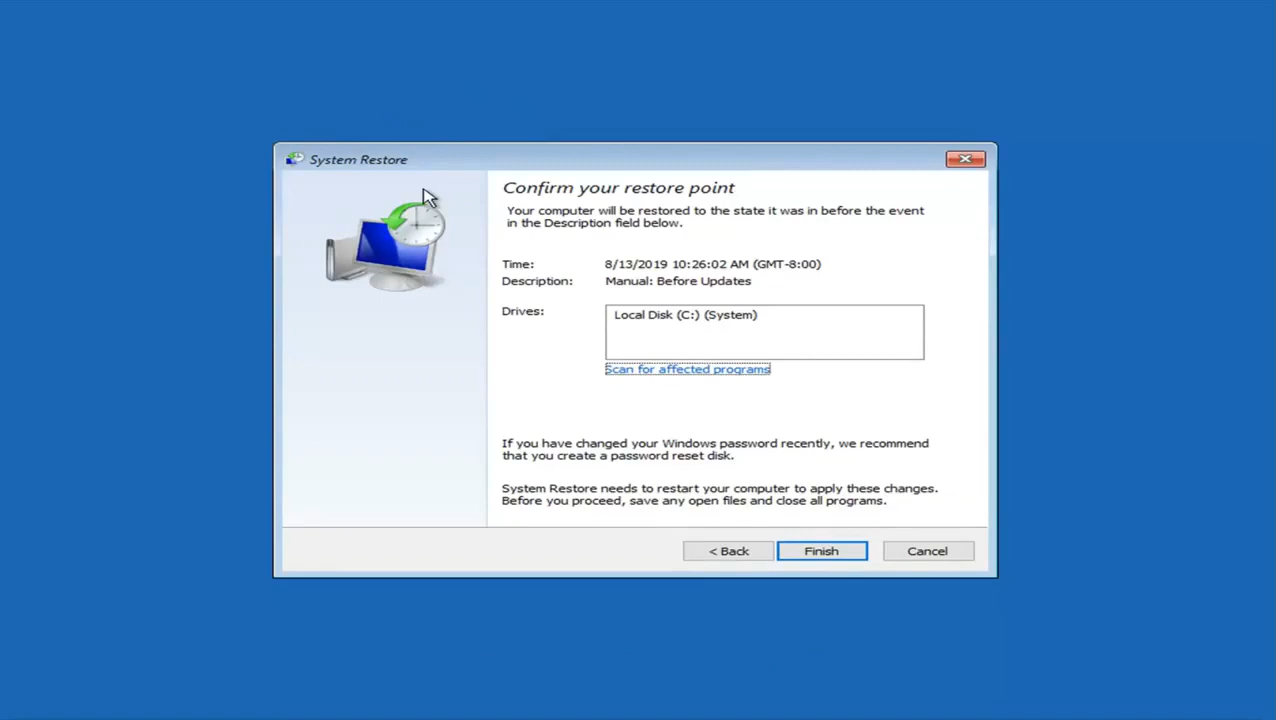 System Restore
Confirm your restore point
Your computer will be restored to the state it was in before the event
in the Description field below.
Time: 8/13/2019 10:26:02 AM (GMT-8:00)
Description: Manual: Before Updates
Drives: Local Disk (C:) (System)
Scan for affected programs
If you have changed your Windows password recently, we recommend
that you create a password reset disk.
System Restore needs to restart your computer to apply these changes.
Before you proceed, save any open files and close all programs.
< Back Finish Cancel